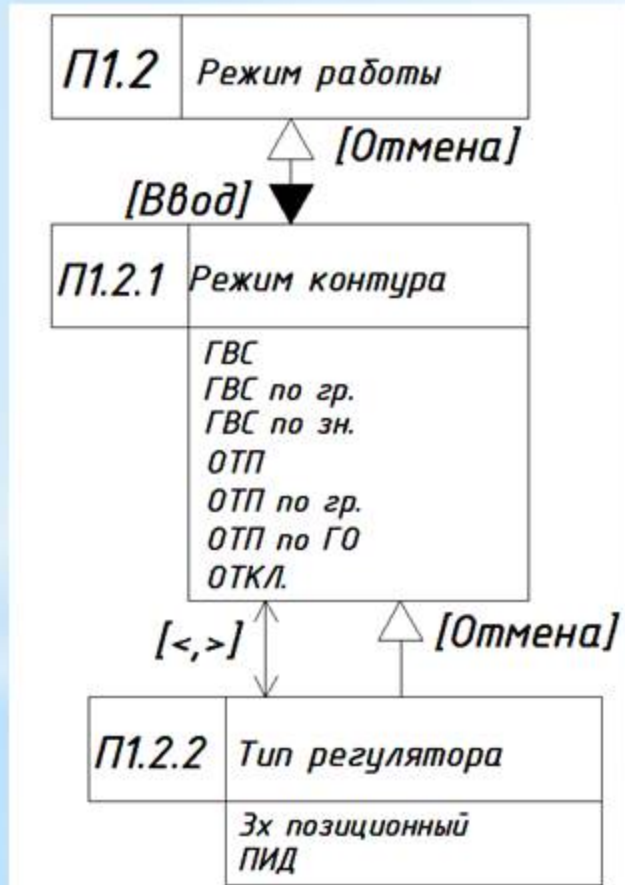 П1.2 Режим работы
[Отмена]
[Ввод]
П1.2.1 Режим контура
ГВС
ГВС по гр.
ГВС по зн.
ОТП
ОТП по гр.
ОТП по ГО
ОТКЛ.
[<,>] [Отмена]
П1.2.2 Тип регулятора
3х позиционный
ПИД